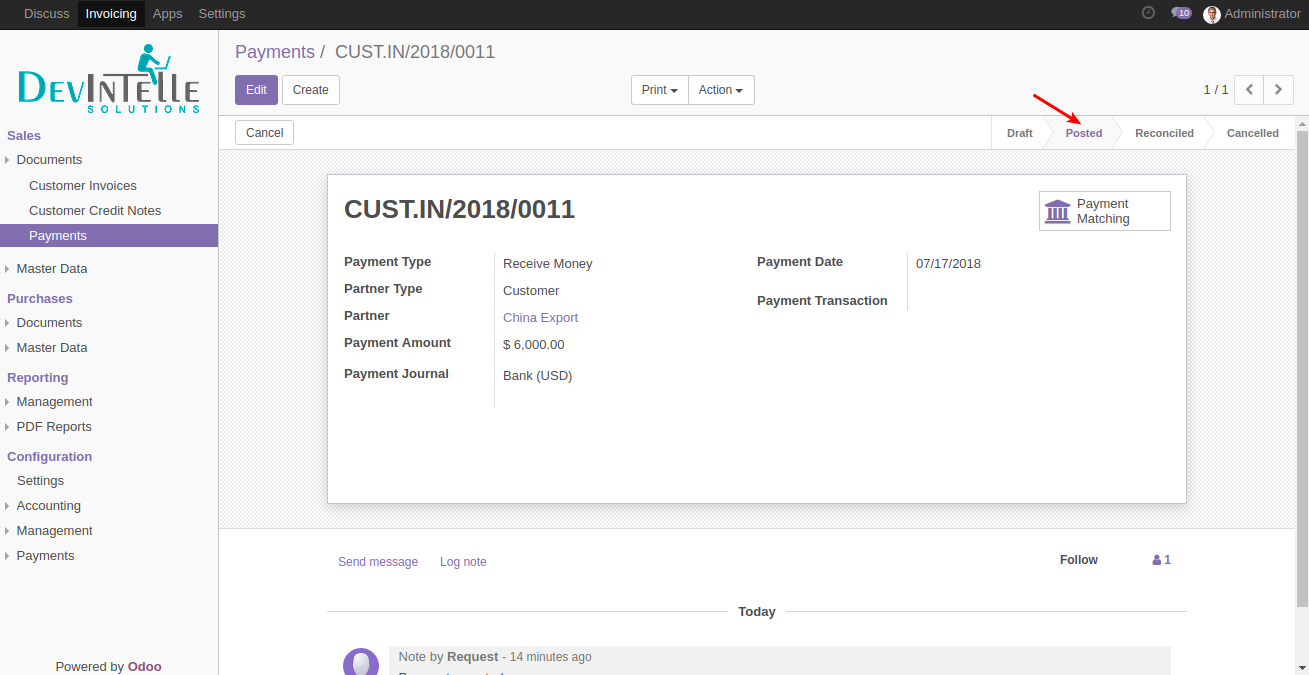 Discuss Invoicing Apps Settings 10 Administrator
DEVINTELLE
SOLUTIONS
Sales
Documents
Customer Invoices
Customer Credit Notes
Payments
Master Data
Purchases
Documents
Master Data
Reporting
Management
PDF Reports
Configuration
Settings
Accounting
Management
Payments
Powered by Odoo
Payments / CUST.IN/2018/0011
Edit Create Print Action 1 / 1
Cancel Draft Posted Reconciled Cancelled
CUST.IN/2018/0011
Payment
Matching
Payment Type Receive Money
Partner Type Customer
Partner China Export
Payment Amount $ 6,000.00
Payment Journal Bank (USD)
Payment Date 07/17/2018
Payment Transaction
Send message Log note Follow 1
Today
Note by Request - 14 minutes ago